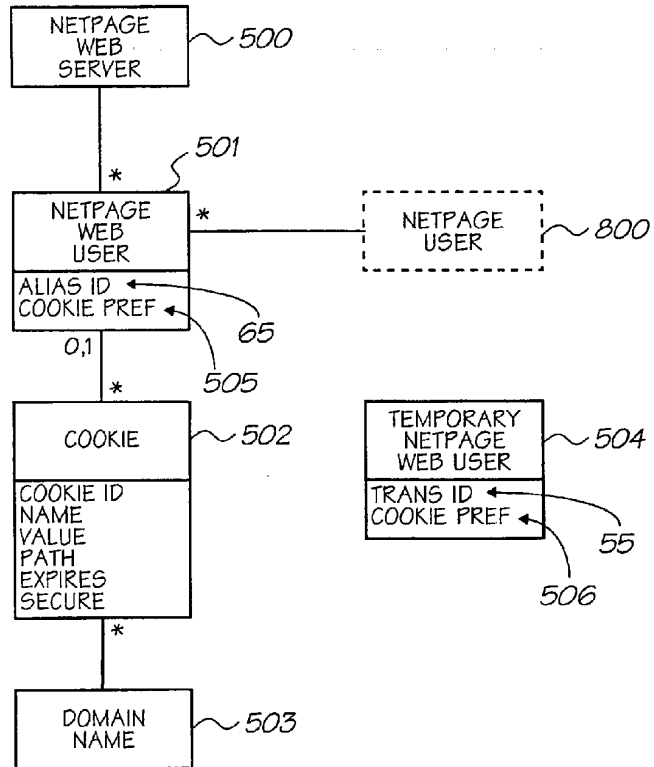 NETPAGE
WEB
SERVER
500
*
501
NETPAGE
WEB
USER
*
NETPAGE
USER
800
ALIAS ID
COOKIE PREF
65
0,1
505
*
COOKIE
502
TEMPORARY
NETPAGE
WEB USER
504
COOKIE ID
NAME
VALUE
PATH
EXPIRES
SECURE
TRANS ID
COOKIE PREF
55
506
*
DOMAIN
NAME
503